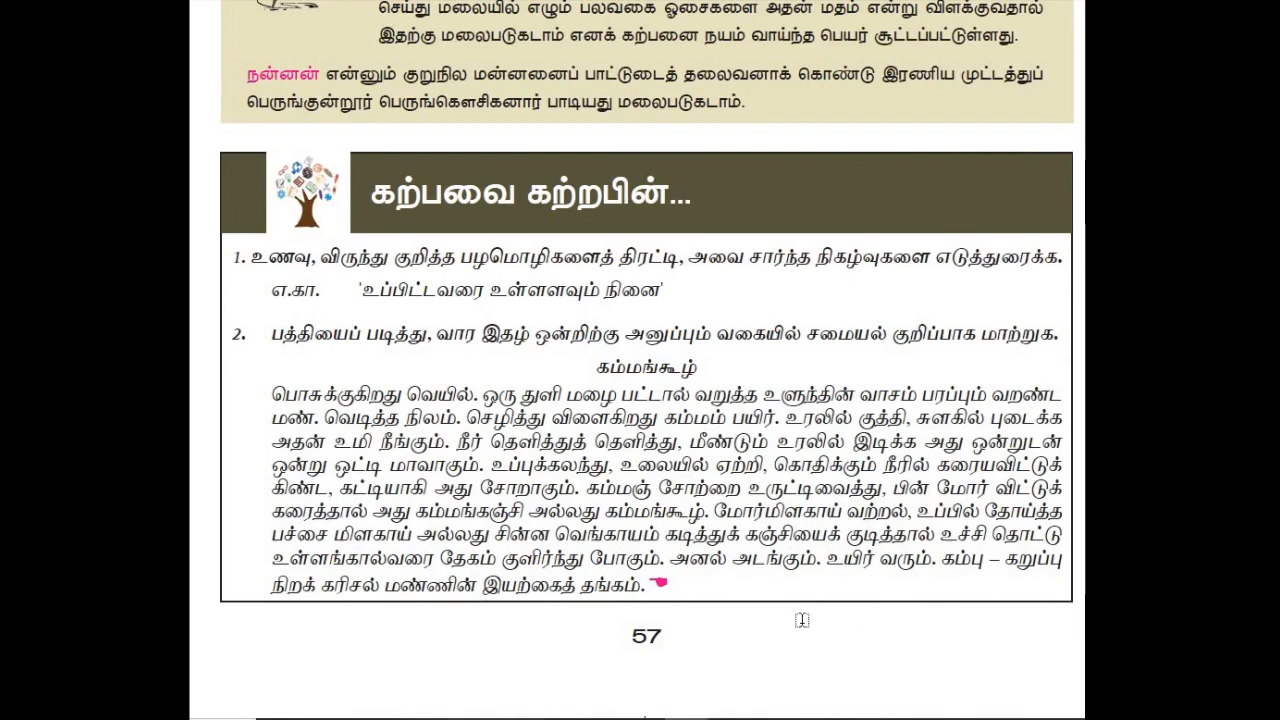 செய்து மலையில் எழும் பலவகை ஓசைகளை அதன் மதம் என்று விளக்குவதால்
இதற்கு மலைபடுகடாம் எனக் கற்பனை நயம் வாய்ந்த பெயர் சூட்டப்பட்டுள்ளது.
நன்னன் என்னும் குறுநில மன்னனைப் பாட்டுடைத் தலைவனாக் கொண்டு இரணிய முட்டத்துப்
பெருங்குன்றூர் பெருங்கௌசிகனார் பாடியது மலைபடுகடாம்.
கற்பவை கற்றபின்...
1. உணவு, விருந்து குறித்த பழமொழிகளைத் திரட்டி, அவை சார்ந்த நிகழ்வுகளை எடுத்துரைக்க.
எ.கா. 'உப்பிட்டவரை உள்ளளவும் நினை'
2. பத்தியைப் படித்து, வார இதழ் ஒன்றிற்கு அனுப்பும் வகையில் சமையல் குறிப்பாக மாற்றுக.
கம்மங்கூழ்
பொசுக்குகிறது வெயில். ஒரு துளி மழை பட்டால் வறுத்த உளுந்தின் வாசம் பரப்பும் வறண்ட
மண். வெடித்த நிலம். செழித்து விளைகிறது கம்மம் பயிர். உரலில் குத்தி, சுளகில் புடைக்க
அதன் உமி நீங்கும். நீர் தெளித்துத் தெளித்து, மீண்டும் உரலில் இடிக்க அது ஒன்றுடன்
ஒன்று ஒட்டி மாவாகும். உப்புக்கலந்து, உலையில் ஏற்றி, கொதிக்கும் நீரில் கரையவிட்டுக்
கிண்ட, கட்டியாகி அது சோறாகும். கம்மஞ் சோற்றை உருட்டிவைத்து, பின் மோர் விட்டுக்
கரைத்தால் அது கம்மங்கஞ்சி அல்லது கம்மங்கூழ். மோர்மிளகாய் வற்றல், உப்பில் தோய்த்த
பச்சை மிளகாய் அல்லது சின்ன வெங்காயம் கடித்துக் கஞ்சியைக் குடித்தால் உச்சி தொட்டு
உள்ளங்கால்வரை தேகம் குளிர்ந்து போகும். அனல் அடங்கும். உயிர் வரும். கம்பு – கறுப்பு
நிறக் கரிசல் மண்ணின் இயற்கைத் தங்கம்.
57